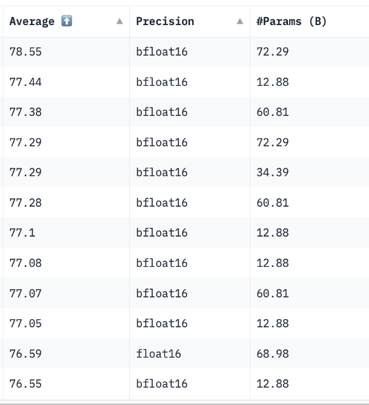 Average ⬆️ ▲ Precision ▲ #Params (B)
78.55 bfloat16 72.29
77.44 bfloat16 12.88
77.38 bfloat16 60.81
77.29 bfloat16 72.29
77.29 bfloat16 34.39
77.28 bfloat16 60.81
77.1 bfloat16 12.88
77.08 bfloat16 12.88
77.07 bfloat16 60.81
77.05 bfloat16 12.88
76.59 float16 68.98
76.55 bfloat16 12.88